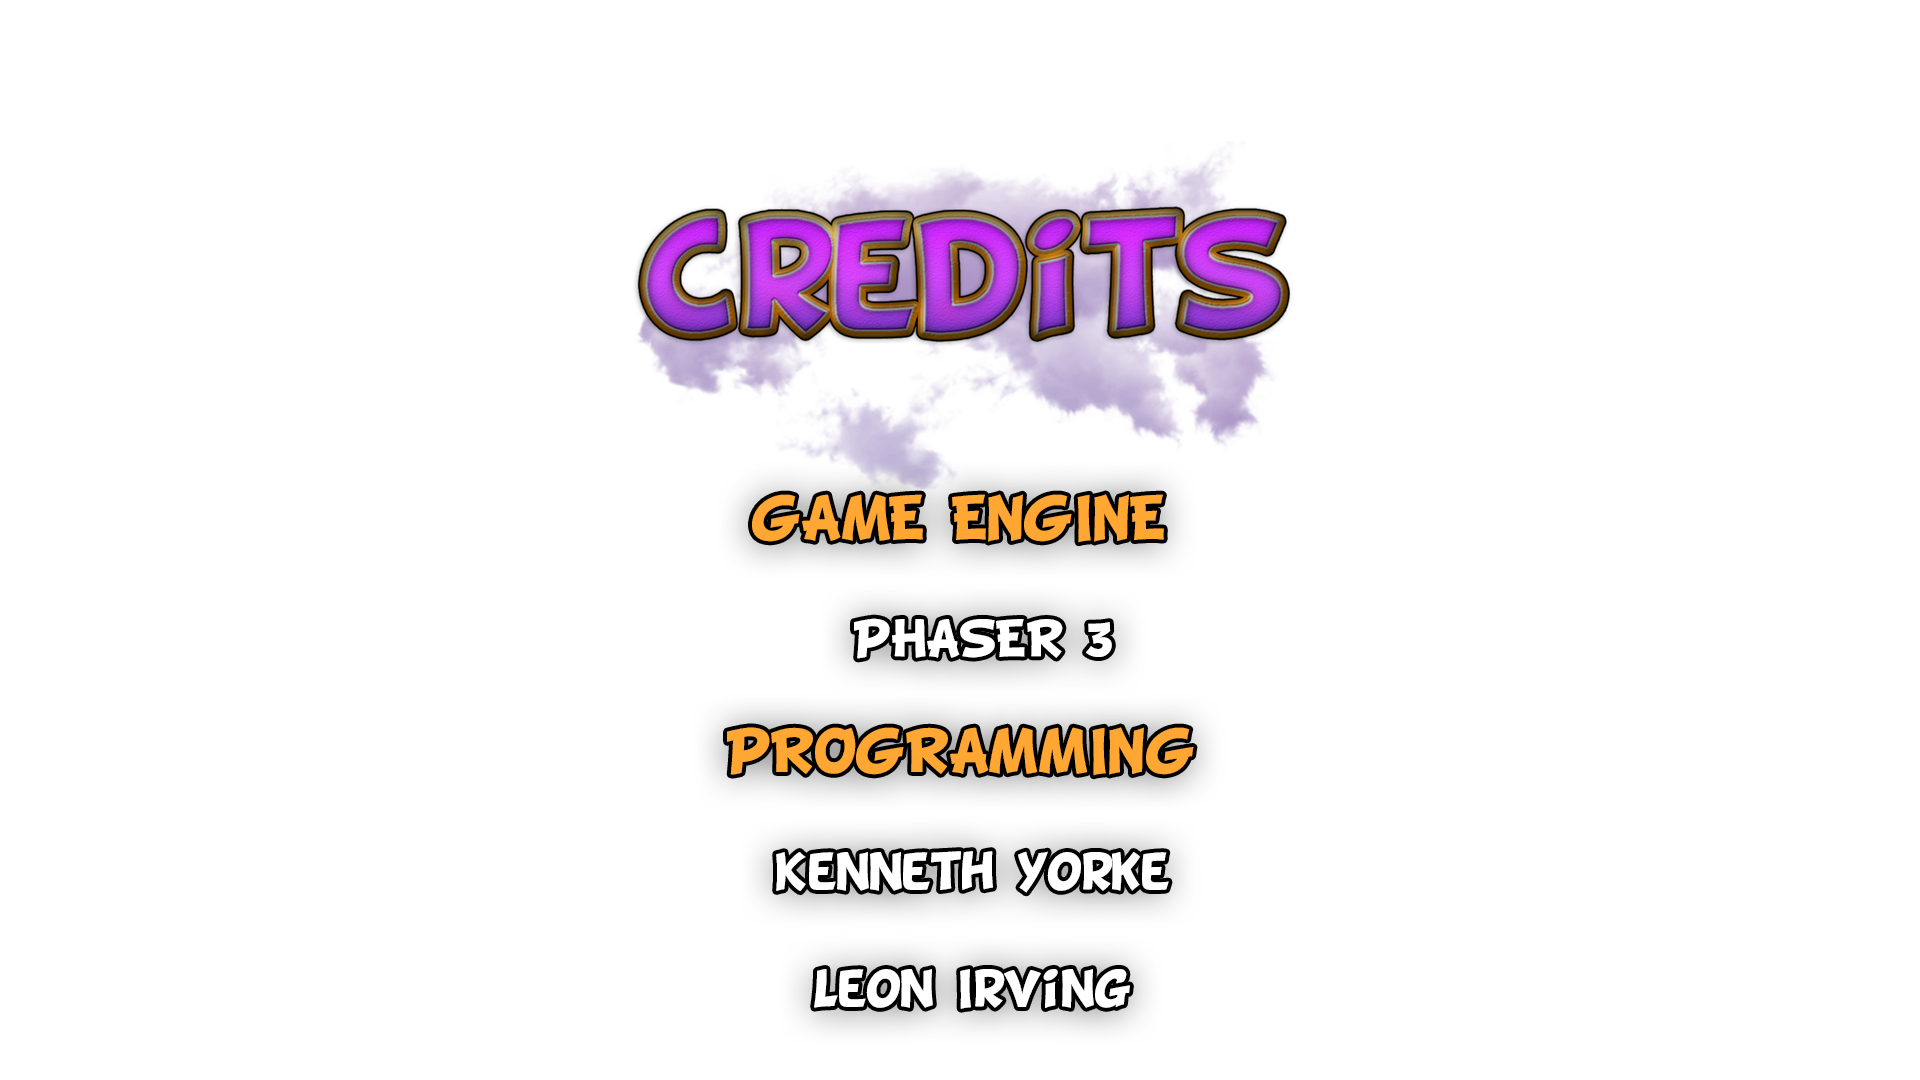 CREDiTS
GAME ENGINE
PHASER 3
PROGRAMMING
KENNETH YORKE
LEON IRViNG